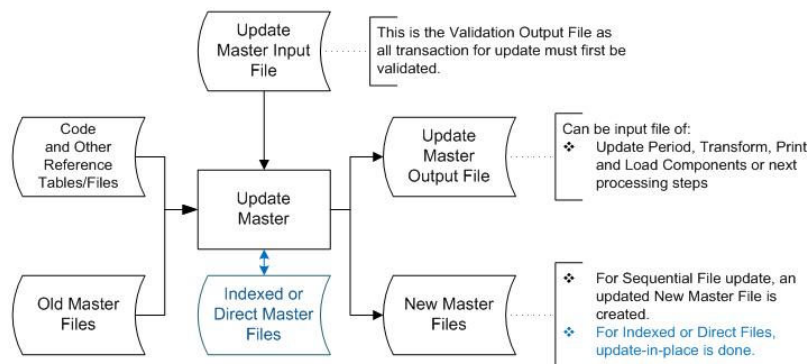 Update
Master Input
File
This is the Validation Output File as
all transaction for update must first be
validated.
Code
and Other
Reference
Tables/Files
Update
Master
Output File
Can be input file of:
❖ Update Period, Transform, Print
and Load Components or next
processing steps
Update
Master
Old Master
Files
Indexed or
Direct Master
Files
New Master
Files
❖ For Sequential File update, an
updated New Master File is
created.
❖ For Indexed or Direct Files,
update-in-place is done.